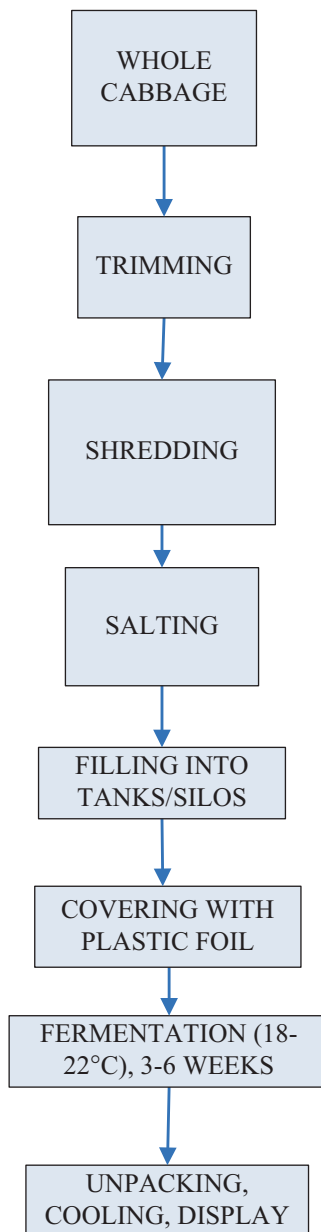 WHOLE
CABBAGE
TRIMMING
SHREDDING
SALTING
FILLING INTO
TANKS/SILOS
COVERING WITH
PLASTIC FOIL
FERMENTATION (18-
22°C), 3-6 WEEKS
UNPACKING,
COOLING, DISPLAY